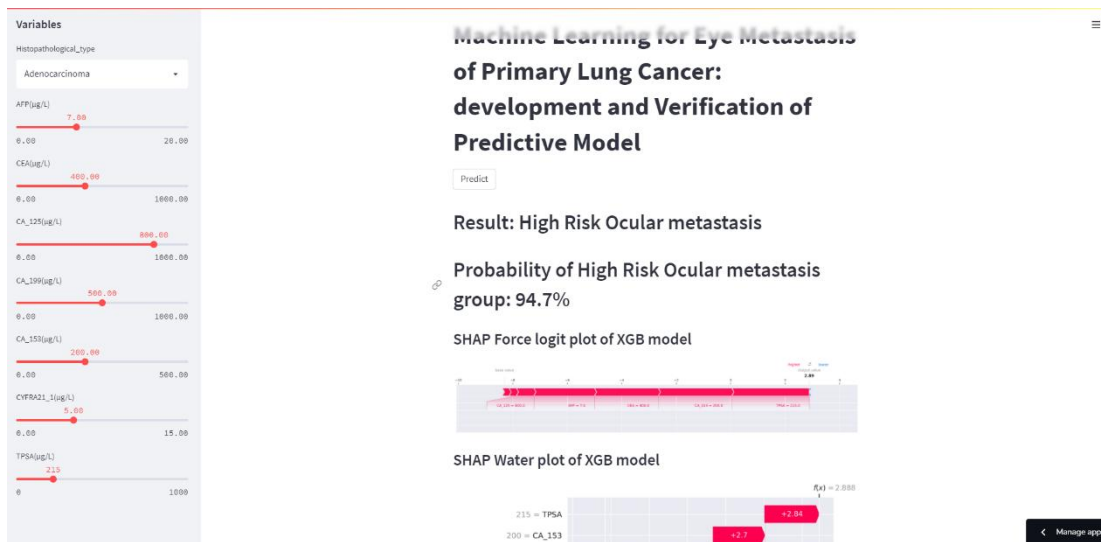 Variables
Histopathological_type
Adenocarcinoma
AFP(µg/L)
7.00
0.00 20.00
CEA(µg/L)
400.00
0.00 1000.00
CA_125(µg/L)
800.00
0.00 1000.00
CA_199(µg/L)
500.00
0.00 1000.00
CA_153(µg/L)
200.00
0.00 500.00
CYFRA21_1(µg/L)
5.00
0.00 15.00
TPSA(µg/L)
215
0 1000
Machine Learning for Eye Metastasis
of Primary Lung Cancer:
development and Verification of
Predictive Model
Predict
Result: High Risk Ocular metastasis
Probability of High Risk Ocular metastasis
group: 94.7%
SHAP Force logit plot of XGB model
higher lower
2.89
SHAP Water plot of XGB model
f(x) = 2.888
215 = TPSA +2.84
200 = CA_153 +2.7
Manage app